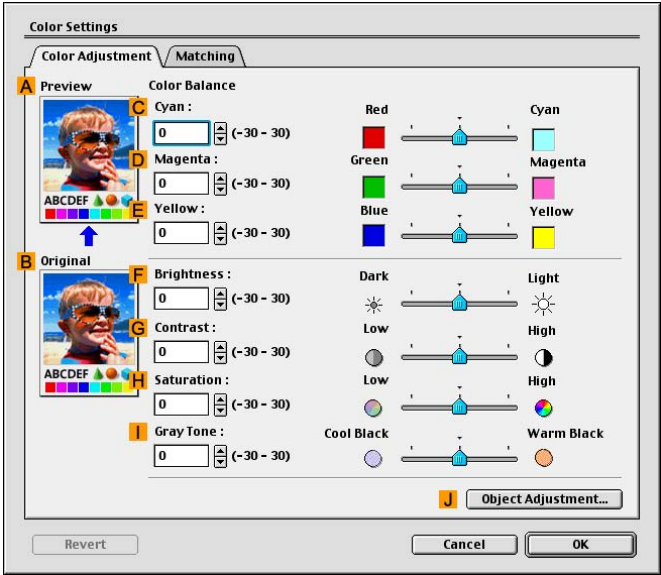 Color Settings
Color Adjustment Matching
A Preview Color Balance
C Cyan : Red Cyan
0 (-30 - 30)
D Magenta : Green Magenta
0 (-30 - 30)
ABCDEF
E Yellow : Blue Yellow
0 (-30 - 30)
B Original
F Brightness : Dark Light
0 (-30 - 30)
G Contrast : Low High
0 (-30 - 30)
ABCDEF
H Saturation : Low High
0 (-30 - 30)
I Gray Tone : Cool Black Warm Black
0 (-30 - 30)
J Object Adjustment...
Revert Cancel OK